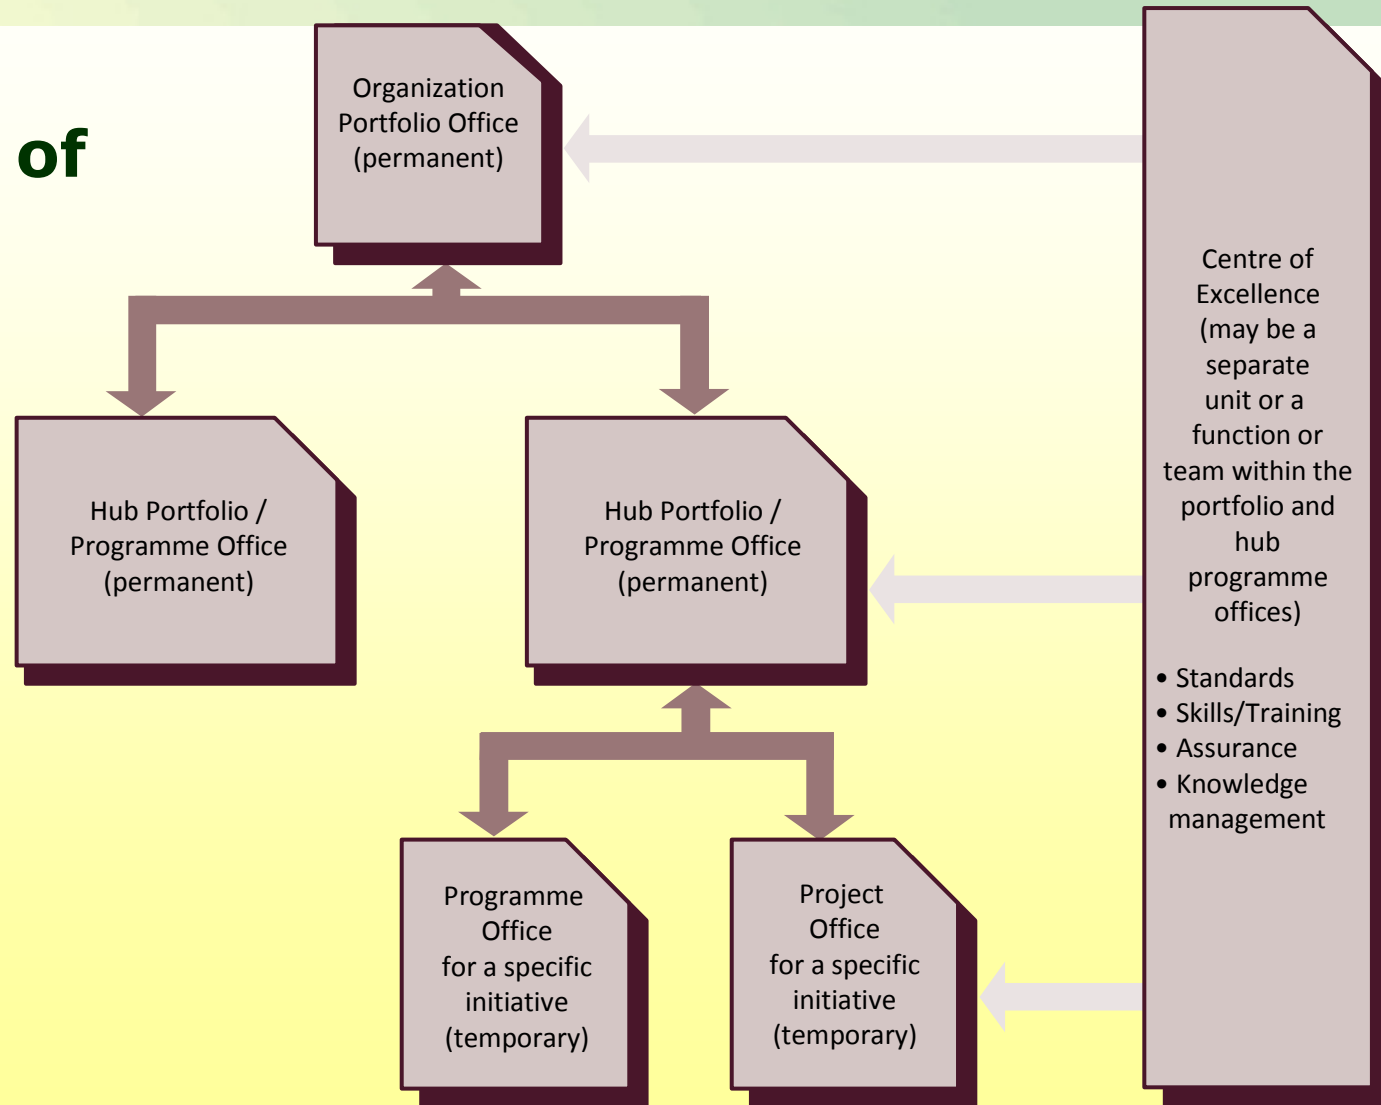 of
Organization
Portfolio Office
(permanent)
Hub Portfolio /
Programme Office
(permanent)
Hub Portfolio /
Programme Office
(permanent)
Programme
Office
for a specific
initiative
(temporary)
Project
Office
for a specific
initiative
(temporary)
Centre of
Excellence
(may be a
separate
unit or a
function or
team within the
portfolio and
hub
programme
offices)
• Standards
• Skills/Training
• Assurance
• Knowledge
management